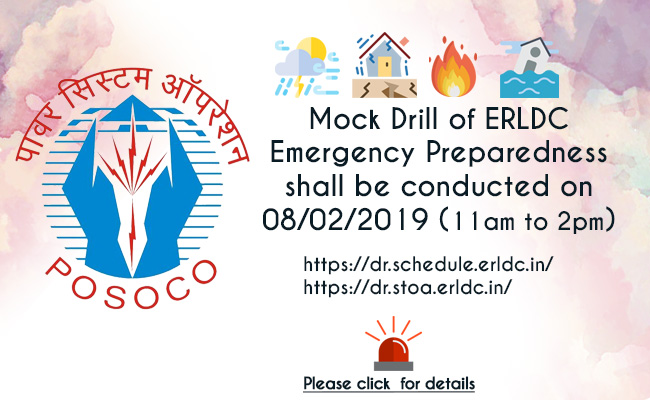 पावर सिस्टम ऑपरेशन
POSOCO
Mock Drill of ERLDC
Emergency Preparedness
shall be conducted on
08/02/2019 (11am to 2pm)
https://dr.schedule.erldc.in/
https://dr.stoa.erldc.in/
Please click for details